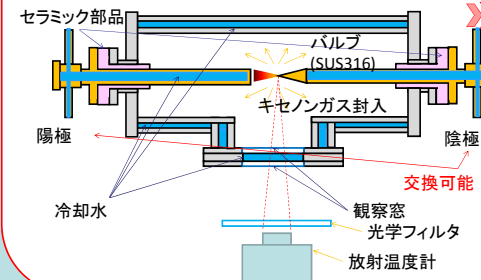 セラミック部品
バルブ
(SUS316)
キセノンガス封入
陽極
陰極
交換可能
冷却水
観察窓
光学フィルタ
放射温度計